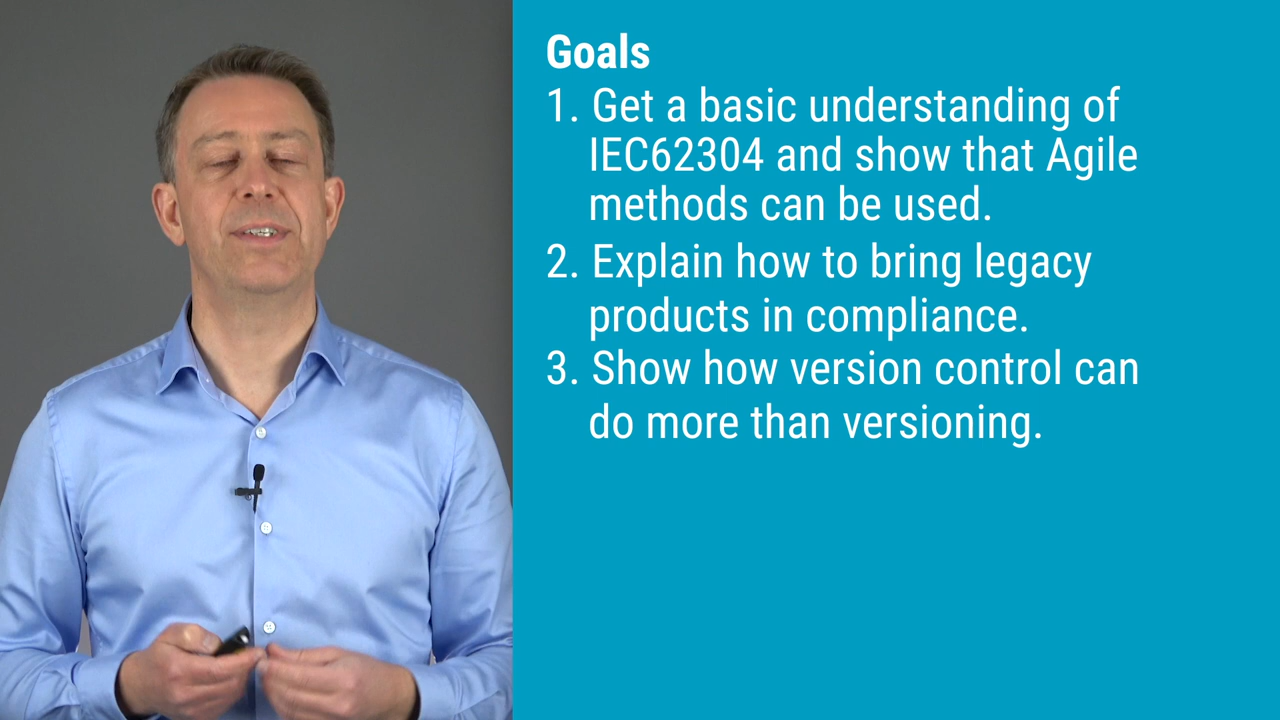 Goals
1. Get a basic understanding of
IEC62304 and show that Agile
methods can be used.
2. Explain how to bring legacy
products in compliance.
3. Show how version control can
do more than versioning.